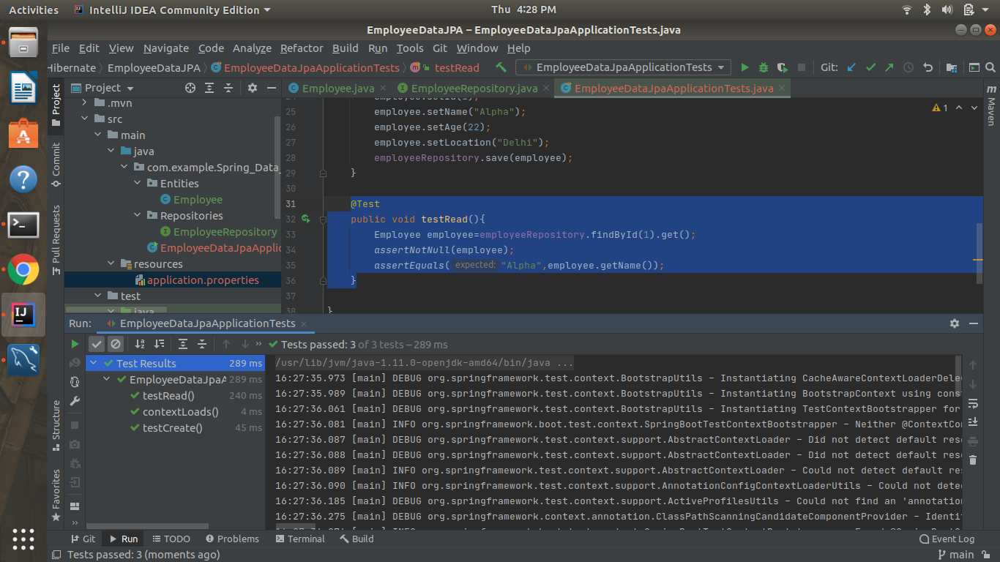 Activities IntelliJ IDEA Community Edition Thu 4:28 PM
EmployeeDataJPA – EmployeeDataJpaApplicationTests.java
File Edit View Navigate Code Analyze Refactor Build Run Tools Git Window Help
Hibernate EmployeeDataJPA EmployeeDataJpaApplicationTests testRead EmployeeDataJpaApplicationTests Git:
Project
Employee.java EmployeeRepository.java EmployeeDataJpaApplicationTests.java
.mvn
src
main
java
com.example.Spring_Data_
Entities
Employee
Repositories
EmployeeRepository
EmployeeDataJpaApplic
resources
application.properties
test
java
25 employee.setName("Alpha");
26 employee.setAge(22);
27 employee.setLocation("Delhi");
28 employeeRepository.save(employee);
29 }
30
31 @Test
32 public void testRead(){
33 Employee employee=employeeRepository.findById(1).get();
34 assertNotNull(employee);
35 assertEquals( expected: "Alpha",employee.getName());
36 }
37
38 }
1
Project
Commit
Pull Requests
Structure
Favorites
Maven
Run: EmployeeDataJpaApplicationTests
Tests passed: 3 of 3 tests – 289 ms
Test Results 289 ms
EmployeeDataJpaA 289 ms
testRead() 240 ms
contextLoads() 4 ms
testCreate() 45 ms
/usr/lib/jvm/java-1.11.0-openjdk-amd64/bin/java ...
16:27:35.973 [main] DEBUG org.springframework.test.context.BootstrapUtils - Instantiating CacheAwareContextLoaderDele
16:27:35.989 [main] DEBUG org.springframework.test.context.BootstrapUtils - Instantiating BootstrapContext using cons
16:27:36.061 [main] DEBUG org.springframework.test.context.BootstrapUtils - Instantiating TestContextBootstrapper for
16:27:36.081 [main] INFO org.springframework.boot.test.context.SpringBootTestContextBootstrapper - Neither @ContextCon
16:27:36.087 [main] DEBUG org.springframework.test.context.support.AbstractContextLoader - Did not detect default reso
16:27:36.088 [main] DEBUG org.springframework.test.context.support.AbstractContextLoader - Did not detect default reso
16:27:36.089 [main] INFO org.springframework.test.context.support.AbstractContextLoader - Could not detect default res
16:27:36.090 [main] INFO org.springframework.test.context.support.AnnotationConfigContextLoaderUtils - Could not dete
16:27:36.185 [main] DEBUG org.springframework.test.context.support.ActiveProfilesUtils - Could not find an 'annotation
16:27:36.275 [main] DEBUG org.springframework.context.annotation.ClassPathScanningCandidateComponentProvider - Identi
Git Run TODO Problems Terminal Build Event Log
Tests passed: 3 (moments ago) main